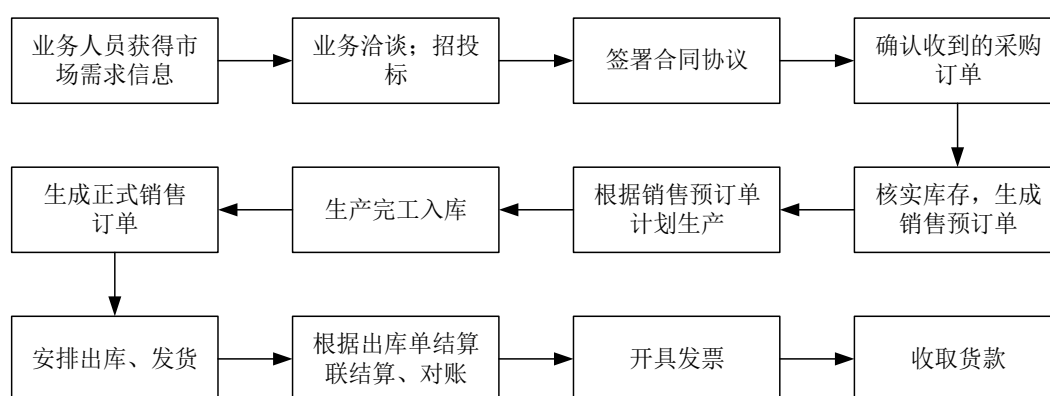 业务人员获得市
场需求信息
业务洽谈；招投
标
签署合同协议
确认收到的采购
订单
核实库存，生成
销售预订单
根据销售预订单
计划生产
生产完工入库
生成正式销售
订单
安排出库、发货
根据出库单结算
联结算、对账
开具发票
收取货款